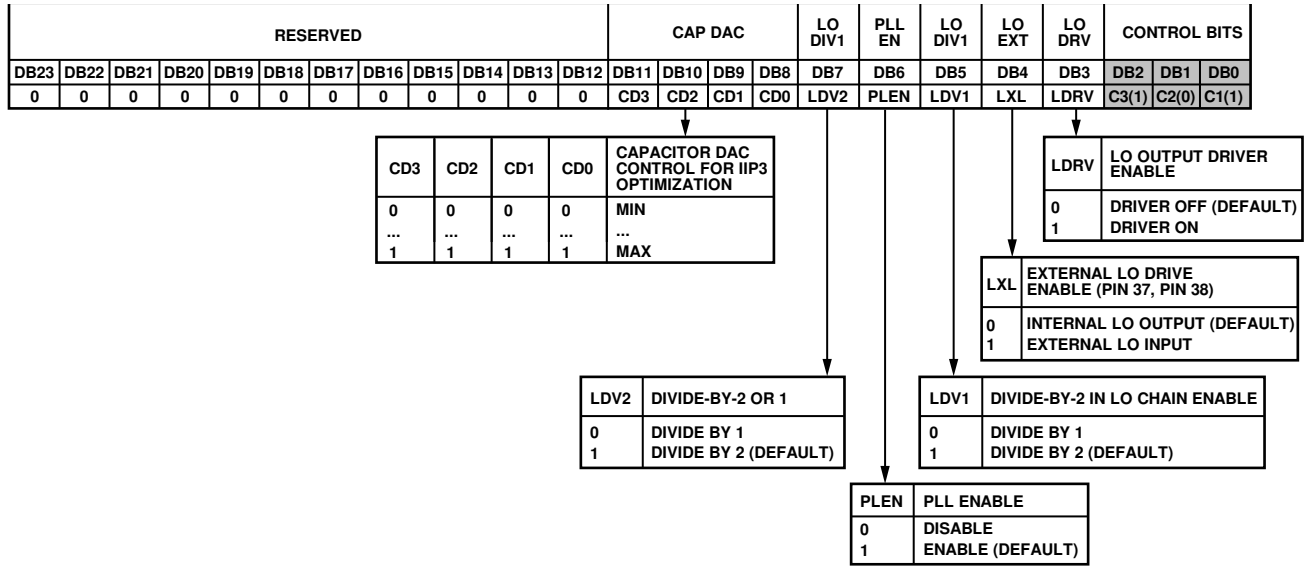 RESERVED CAP DAC LO DIV1 PLL EN LO DIV1 LO EXT LO DRV CONTROL BITS
DB23 DB22 DB21 DB20 DB19 DB18 DB17 DB16 DB15 DB14 DB13 DB12 DB11 DB10 DB9 DB8 DB7 DB6 DB5 DB4 DB3 DB2 DB1 DB0
0 0 0 0 0 0 0 0 0 0 0 0 CD3 CD2 CD1 CD0 LDV2 PLEN LDV1 LXL LDRV C3(1) C2(0) C1(1)
CD3 CD2 CD1 CD0 CAPACITOR DAC
CONTROL FOR IIP3
OPTIMIZATION
0 0 0 0 MIN
... ... ... ... ...
1 1 1 1 MAX
LDRV LO OUTPUT DRIVER
ENABLE
0 DRIVER OFF (DEFAULT)
1 DRIVER ON
LXL EXTERNAL LO DRIVE
ENABLE (PIN 37, PIN 38)
0 INTERNAL LO OUTPUT (DEFAULT)
1 EXTERNAL LO INPUT
LDV2 DIVIDE-BY-2 OR 1
0 DIVIDE BY 1
1 DIVIDE BY 2 (DEFAULT)
LDV1 DIVIDE-BY-2 IN LO CHAIN ENABLE
0 DIVIDE BY 1
1 DIVIDE BY 2 (DEFAULT)
PLEN PLL ENABLE
0 DISABLE
1 ENABLE (DEFAULT)